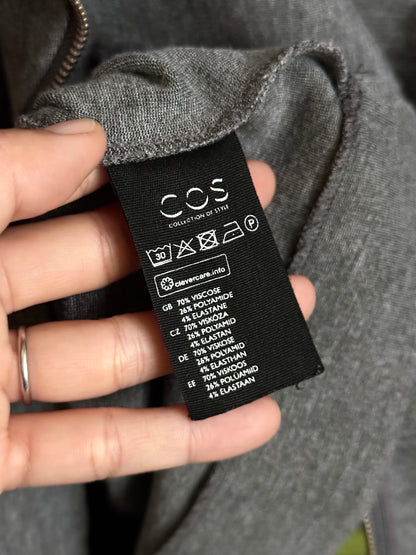 COS
COLLECTION OF STYLE
30 P
clevercare.info
GB 70% VISCOSE
26% POLYAMIDE
4% ELASTANE
CZ 70% VISKÓZA
26% POLYAMID
4% ELASTAN
DE 70% VISKOSE
26% POLYAMID
4% ELASTHAN
EE 70% VISKOOS
26% POLÜAMIID
4% ELASTAAN